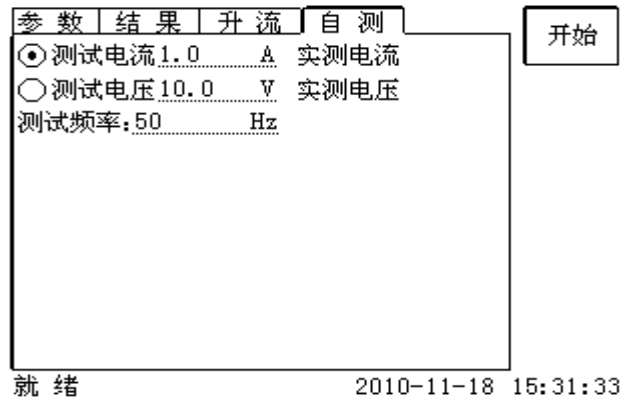 参 数 结 果 升 流 自 测 开始
测试电流1.0 A 实测电流
测试电压10.0 V 实测电压
测试频率:50 Hz
就 绪 2010-11-18 15:31:33